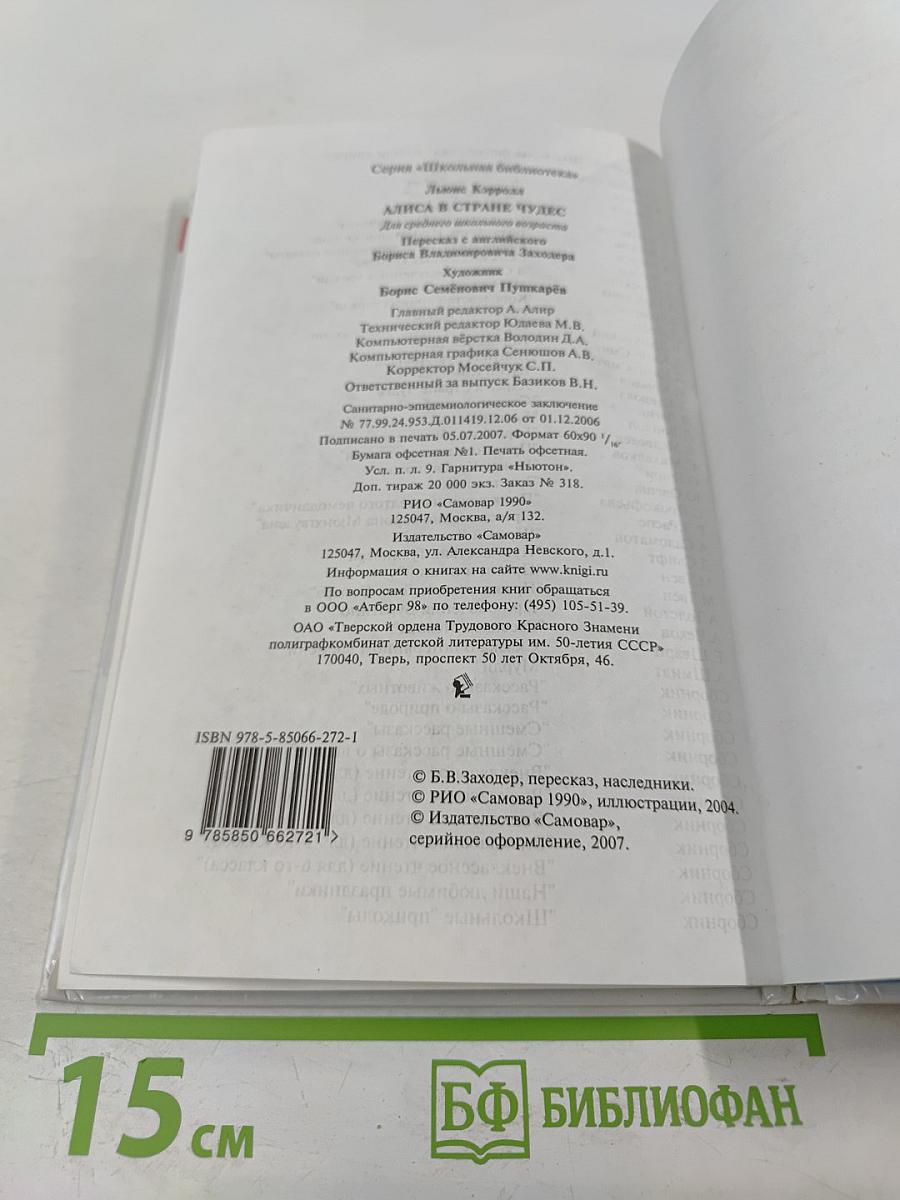 Серия «Школьная библиотека»
Льюис Кэрролл
АЛИСА В СТРАНЕ ЧУДЕС
Для среднего школьного возраста
Пересказ с английского
Бориса Владимировича Заходера
Художник
Борис Семёнович Пушкарёв
Главный редактор А. Алир
Технический редактор Юдаева М.В.
Компьютерная вёрстка Володин Д.А.
Компьютерная графика Сенюшов А.В.
Корректор Мосейчук С.П.
Ответственный за выпуск Базиков В.Н.
Санитарно-эпидемиологическое заключение
№ 77.99.24.953.Д.011419.12.06 от 01.12.2006
Подписано в печать 05.07.2007. Формат 60х90 1/16.
Бумага офсетная №1. Печать офсетная.
Усл. п. л. 9. Гарнитура «Ньютон».
Доп. тираж 20 000 экз. Заказ № 318.
РИО «Самовар 1990»
125047, Москва, а/я 132.
Издательство «Самовар»
125047, Москва, ул. Александра Невского, д.1.
Информация о книгах на сайте www.knigi.ru
По вопросам приобретения книг обращаться
в ООО «Атберг 98» по телефону: (495) 105-51-39.
ОАО «Тверской ордена Трудового Красного Знамени
полиграфкомбинат детской литературы им. 50-летия СССР»
170040, Тверь, проспект 50 лет Октября, 46.
ISBN 978-5-85066-272-1
9 785850 662721 >
© Б.В.Заходер, пересказ, наследники.
© РИО «Самовар 1990», иллюстрации, 2004.
© Издательство «Самовар»,
серийное оформление, 2007.
15 см
БФ БИБЛИОФАН